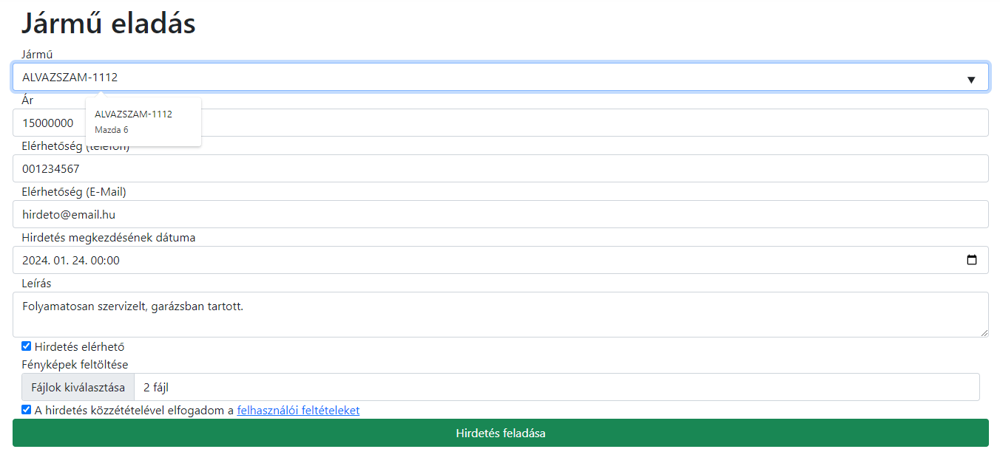 Jármű eladás
Jármű
ALVAZSZAM-1112
Ár
ALVAZSZAM-1112
Mazda 6
15000000
Elérhetőség (telefon)
001234567
Elérhetőség (E-Mail)
hirdeto@email.hu
Hirdetés megkezdésének dátuma
2024. 01. 24. 00:00
Leírás
Folyamatosan szervizelt, garázsban tartott.
Hirdetés elérhető
Fényképek feltöltése
Fájlok kiválasztása 2 fájl
A hirdetés közzétételével elfogadom a felhasználói feltételeket
Hirdetés feladása